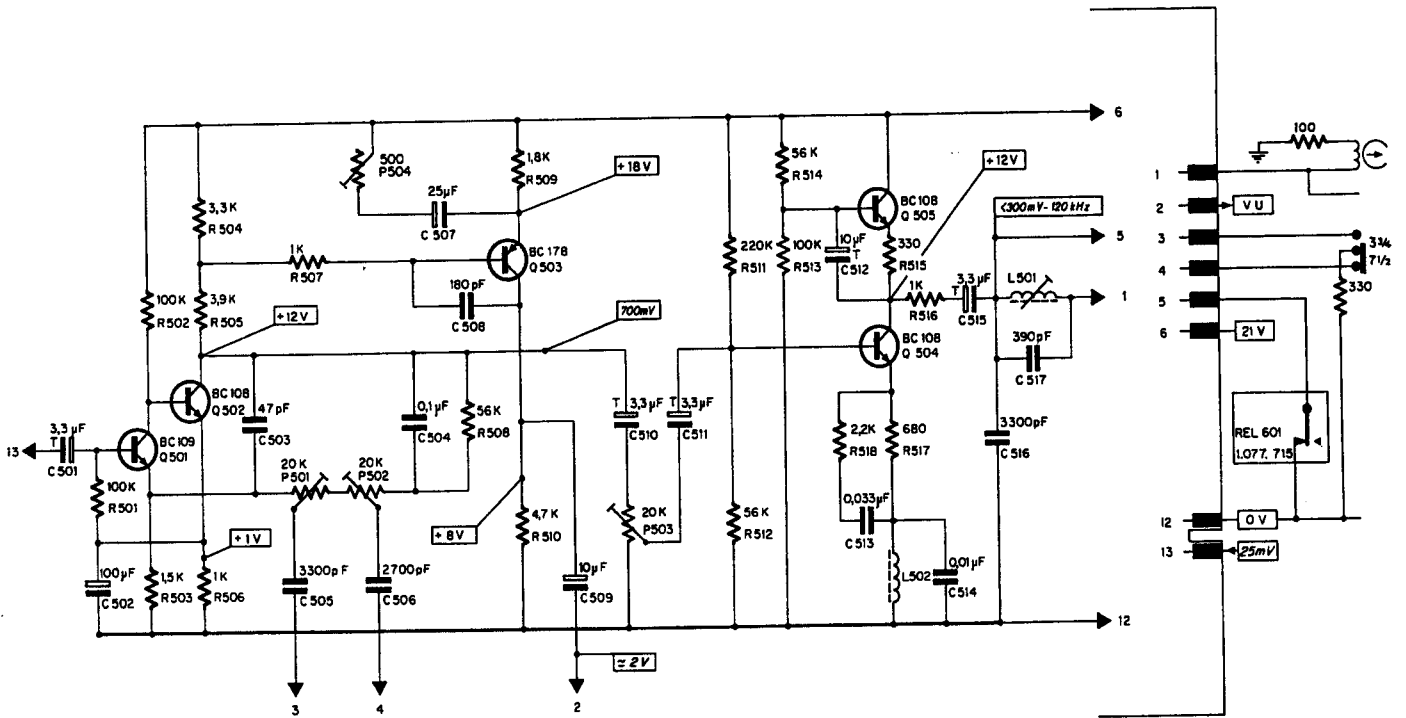 6
500
P504
1,8K
R509
+18V
56 K
R514
+12V
100
1
25µF
C507
BC108
Q 505
<300mV-120kHz
2
VU
3,3K
R504
1K
R507
BC 178
Q503
220K
R511
100K
R513
10µF
T
C512
330
R515
5
3
3¾
7½
4
100K
R502
3,9K
R505
180pF
C508
1K
R516
3,3µF
T
C515
L501
1
5
330
+12V
700mV
BC108
Q 504
390pF
C517
6
21V
BC108
Q502
47pF
C503
0,1µF
C504
56K
R508
T
3,3µF
C510
T
3,3µF
C511
2,2K
R518
680
R517
3300pF
C516
REL 601
1.077. 715
13
3,3µF
T
C501
BC109
Q501
100K
R501
20K
P501
20K
P502
4,7K
R510
20K
P503
56K
R512
0,033µF
C513
12
0V
+1V
+8V
13
25mV
100µF
C502
1,5K
R503
1K
R506
3300pF
C505
2700pF
C506
10µF
C509
L502
0,01µF
C514
12
≈ 2V
3
4
2